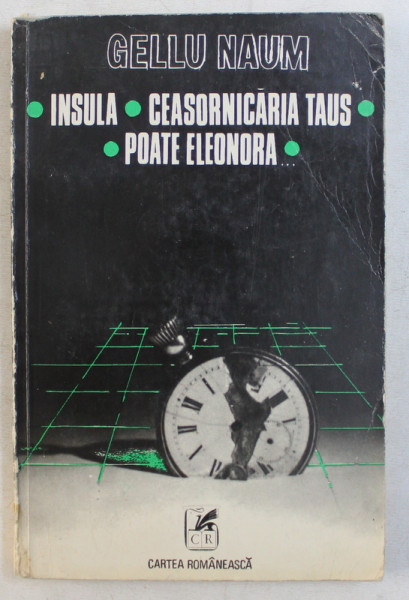 GELLU NAUM
• INSULA • CEASORNICĂRIA TAUS •
• POATE ELEONORA... •
CR
CARTEA ROMÂNEASCĂ